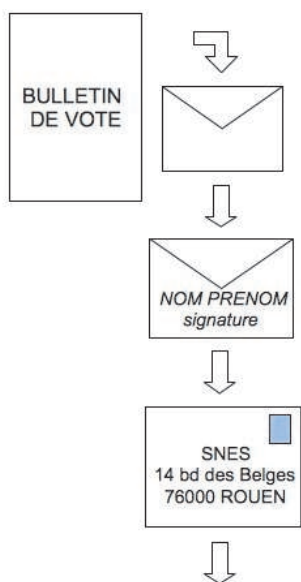 BULLETIN
DE VOTE
NOM PRENOM
signature
SNES
14 bd des Belges
76000 ROUEN